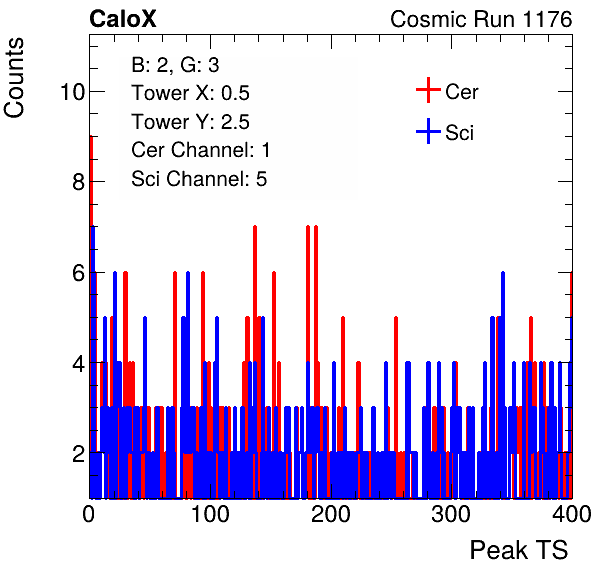 CaloX Cosmic Run 1176
Counts
B: 2, G: 3
Tower X: 0.5
Tower Y: 2.5
Cer Channel: 1
Sci Channel: 5
Cer
Sci
10
8
6
4
2
0 100 200 300 400
Peak TS